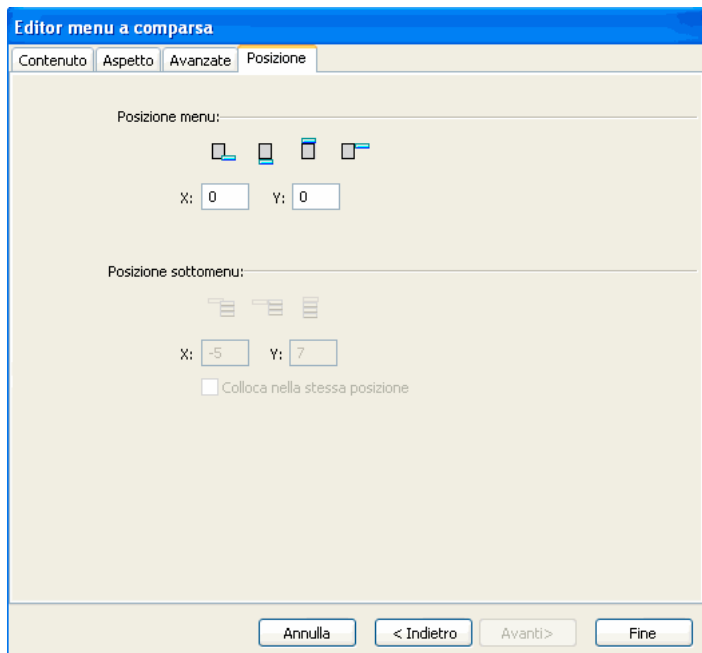 Editor menu a comparsa
Contenuto Aspetto Avanzate Posizione
Posizione menu:
X: 0 Y: 0
Posizione sottomenu:
X: -5 Y: 7
Colloca nella stessa posizione
Annulla < Indietro Avanti> Fine